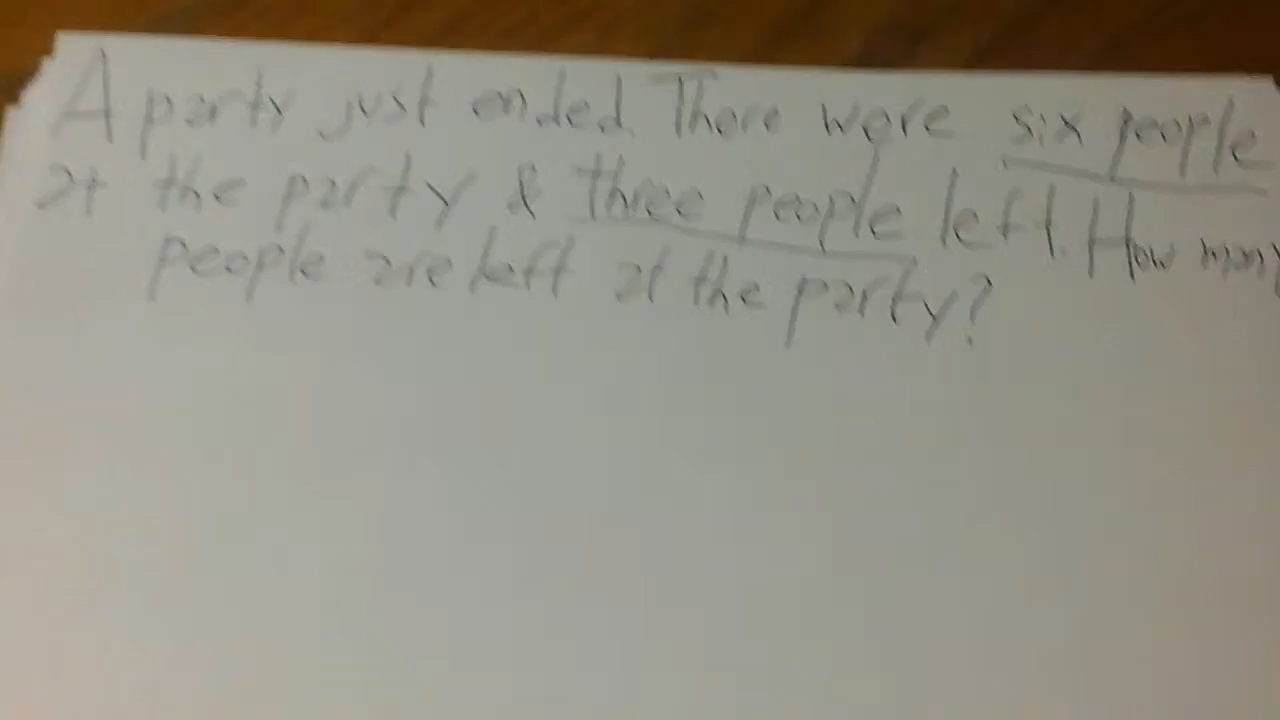 A party just ended. There were six people
at the party & three people left. How many
people are left at the party?